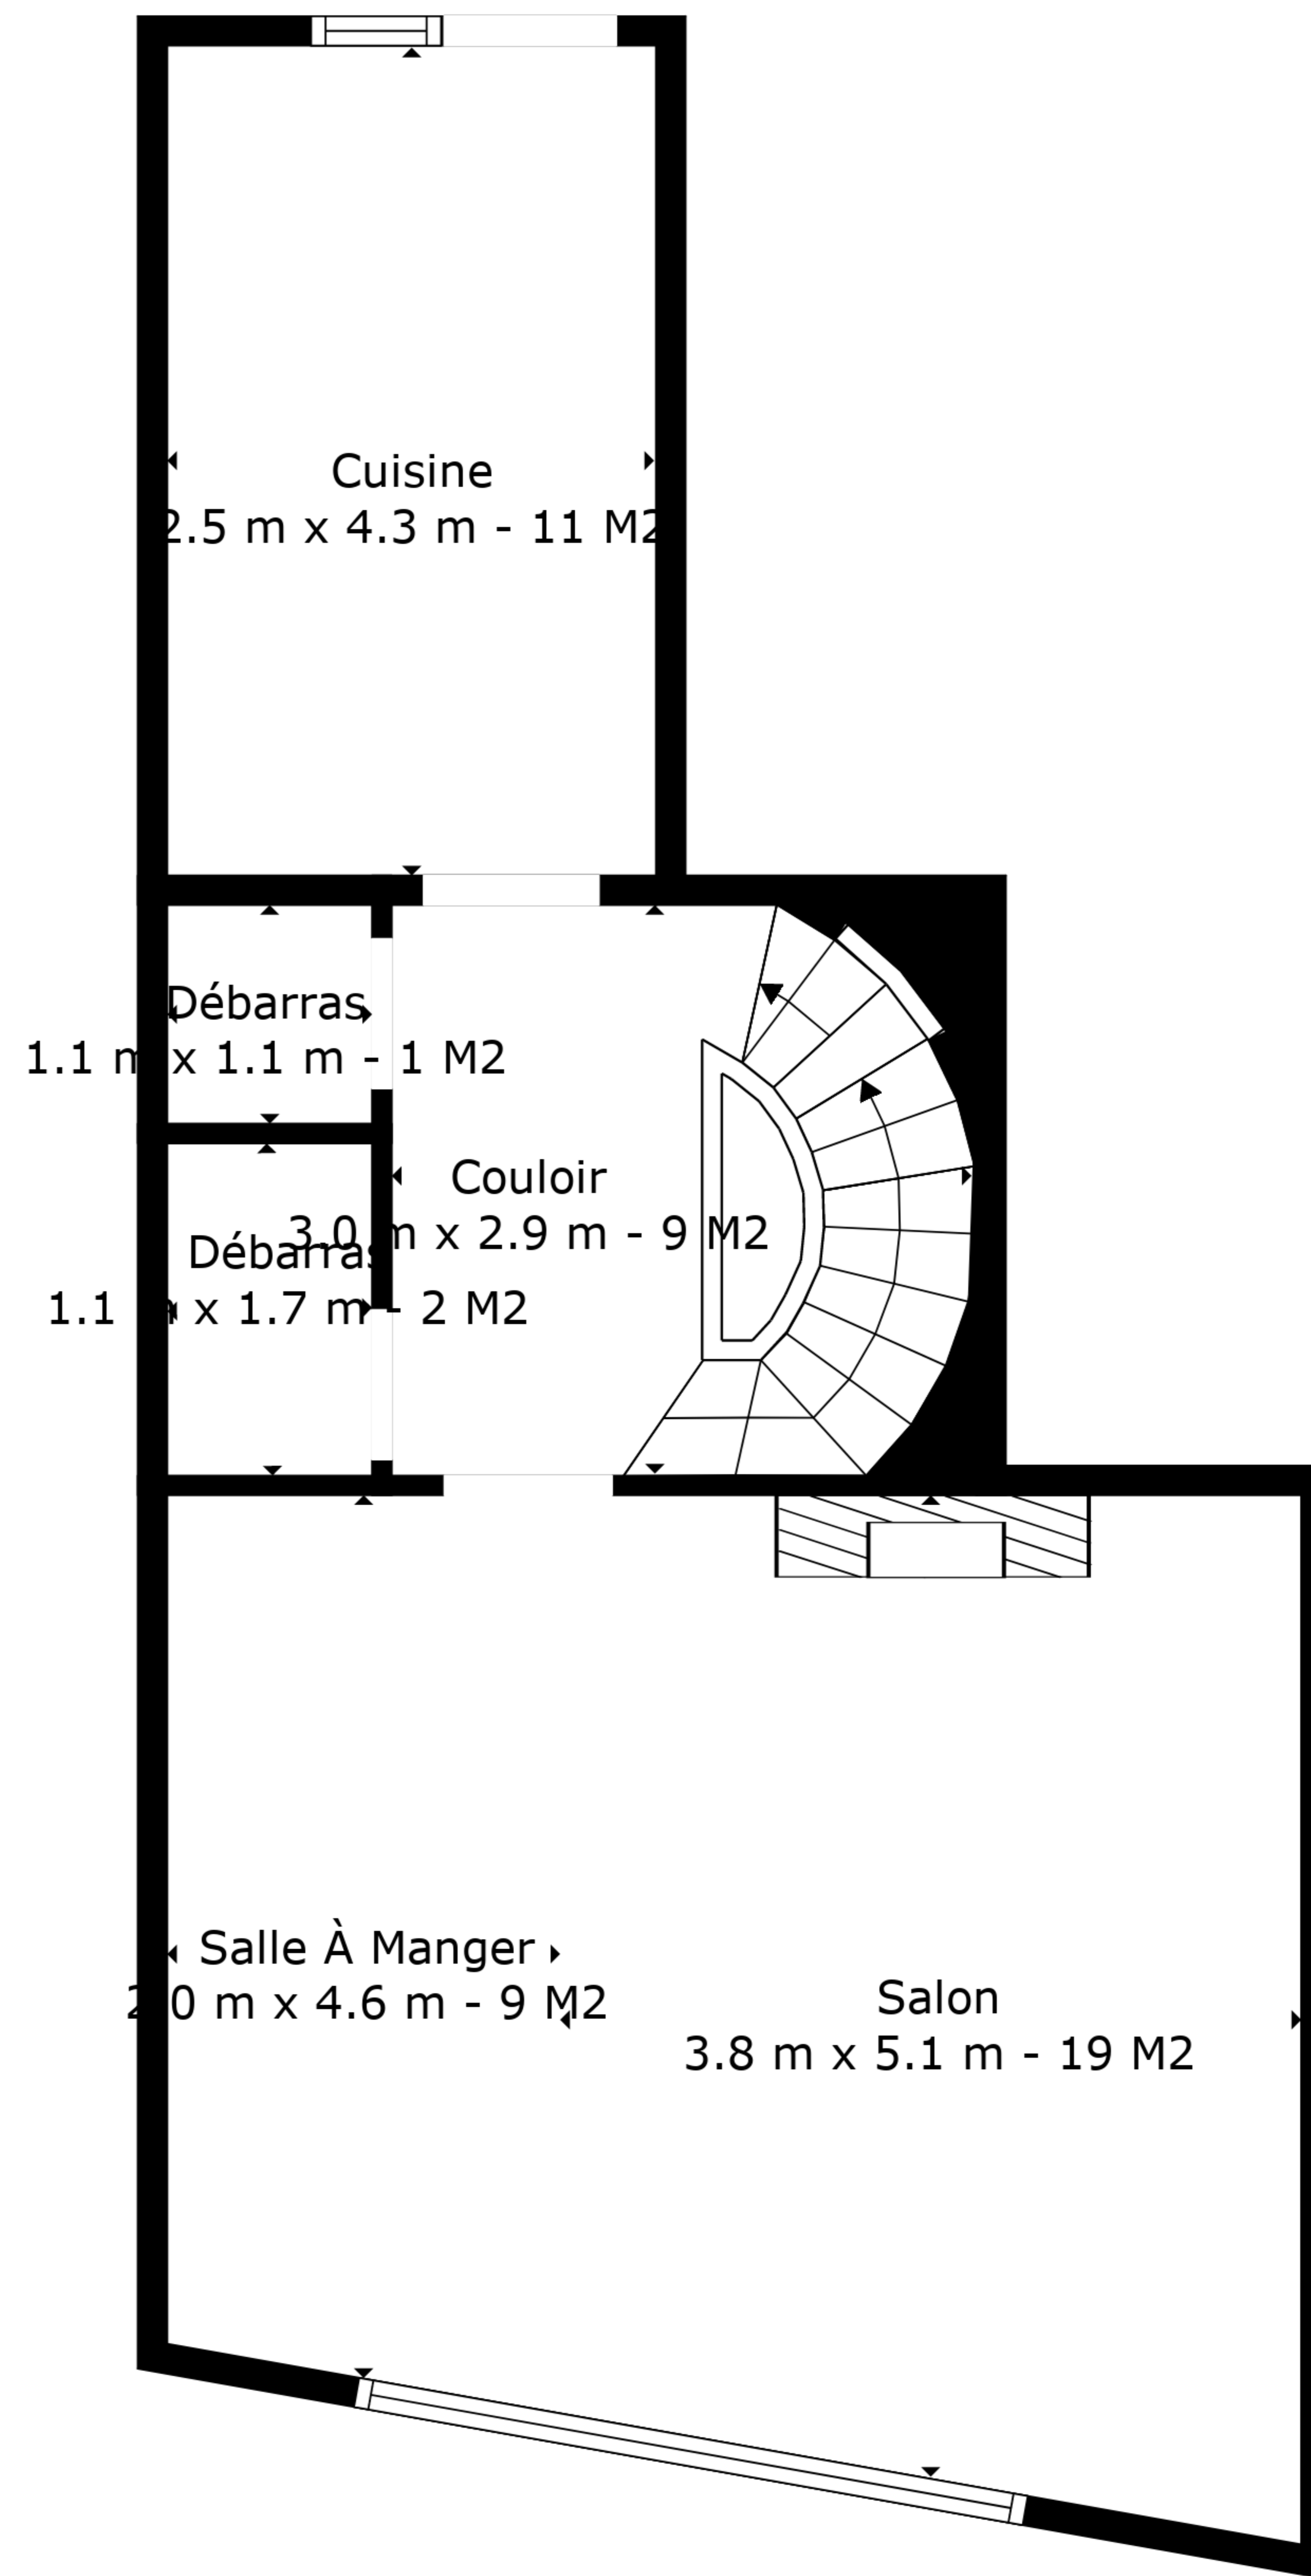 Cuisine
2.5 m x 4.3 m - 11 M2
Débarras
1.1 m x 1.1 m - 1 M2
Couloir
3.0 m x 2.9 m - 9 M2
Débarras
1.1 m x 1.7 m - 2 M2
Salle À Manger
2.0 m x 4.6 m - 9 M2
Salon
3.8 m x 5.1 m - 19 M2